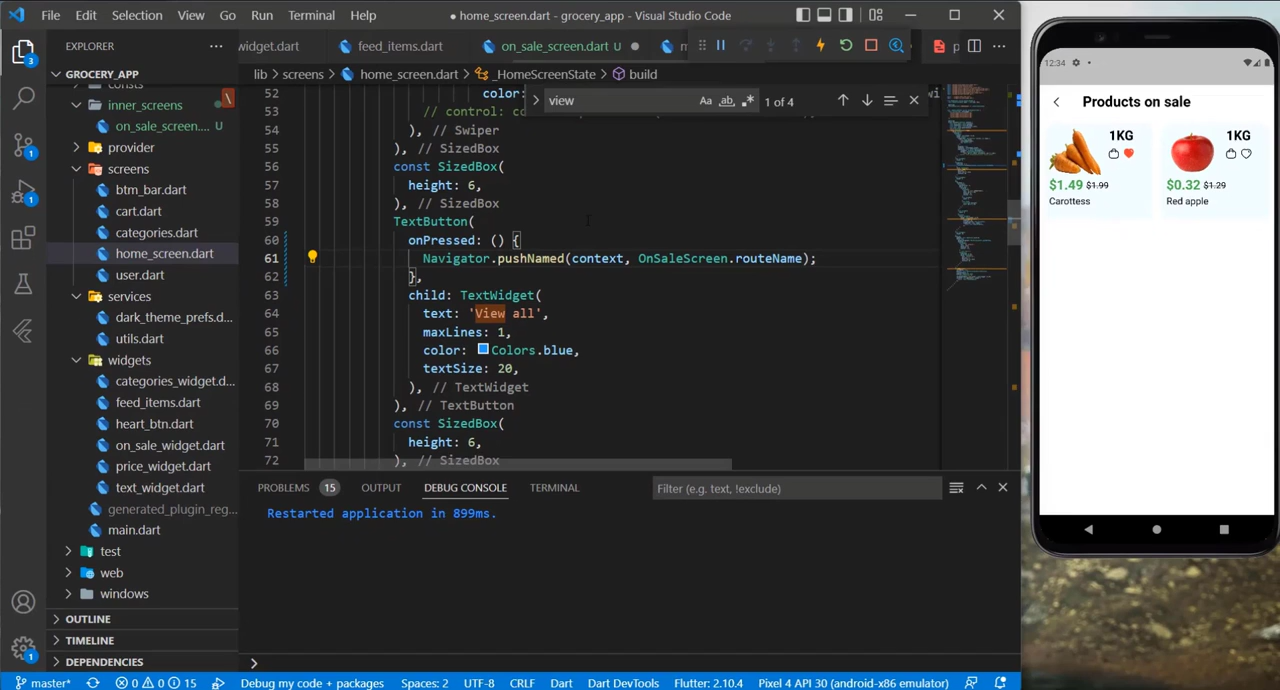 File Edit Selection View Go Run Terminal Help
● home_screen.dart - grocery_app - Visual Studio Code
EXPLORER
GROCERY_APP
inner_screens
on_sale_screen.... U
provider
screens
btm_bar.dart
cart.dart
categories.dart
home_screen.dart
user.dart
services
dark_theme_prefs.d...
utils.dart
widgets
categories_widget.d...
feed_items.dart
heart_btn.dart
on_sale_widget.dart
price_widget.dart
text_widget.dart
generated_plugin_reg...
main.dart
test
web
windows
OUTLINE
TIMELINE
DEPENDENCIES
3
1
1
1
widget.dart feed_items.dart on_sale_screen.dart U
lib > screens > home_screen.dart > _HomeScreenState > build
view Aa ab 1 of 4
52 color:
53 // control: co
54 ), // Swiper
55 ), // SizedBox
56 const SizedBox(
57 height: 6,
58 ), // SizedBox
59 TextButton(
60 onPressed: () {
61 Navigator.pushNamed(context, OnSaleScreen.routeName);
62 },
63 child: TextWidget(
64 text: 'View all',
65 maxLines: 1,
66 color: Colors.blue,
67 textSize: 20,
68 ), // TextWidget
69 ), // TextButton
70 const SizedBox(
71 height: 6,
72 ), // SizedBox
PROBLEMS 15 OUTPUT DEBUG CONSOLE TERMINAL Filter (e.g. text, !exclude)
Restarted application in 899ms.
master* 0 0 15 Debug my code + packages Spaces: 2 UTF-8 CRLF Dart Dart DevTools Flutter: 2.10.4 Pixel 4 API 30 (android-x86 emulator)
12:34
Products on sale
1KG
$1.49 $1.99
Carottess
1KG
$0.32 $1.29
Red apple